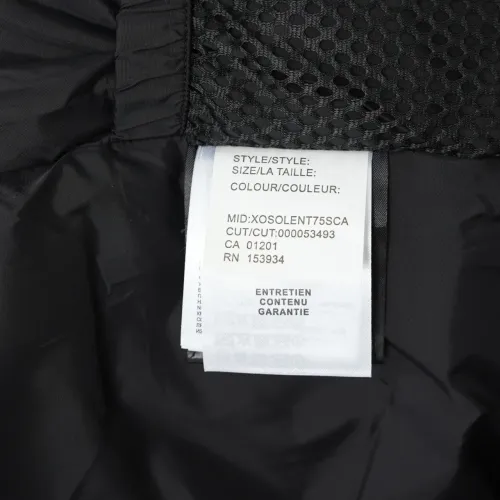 STYLE/STYLE:
SIZE/LA TAILLE:
COLOUR/COULEUR:
MID:XOSOLENT75SCA
CUT/CUT:000053493
CA 01201
RN 153934
ENTRETIEN
CONTENU
GARANTIE